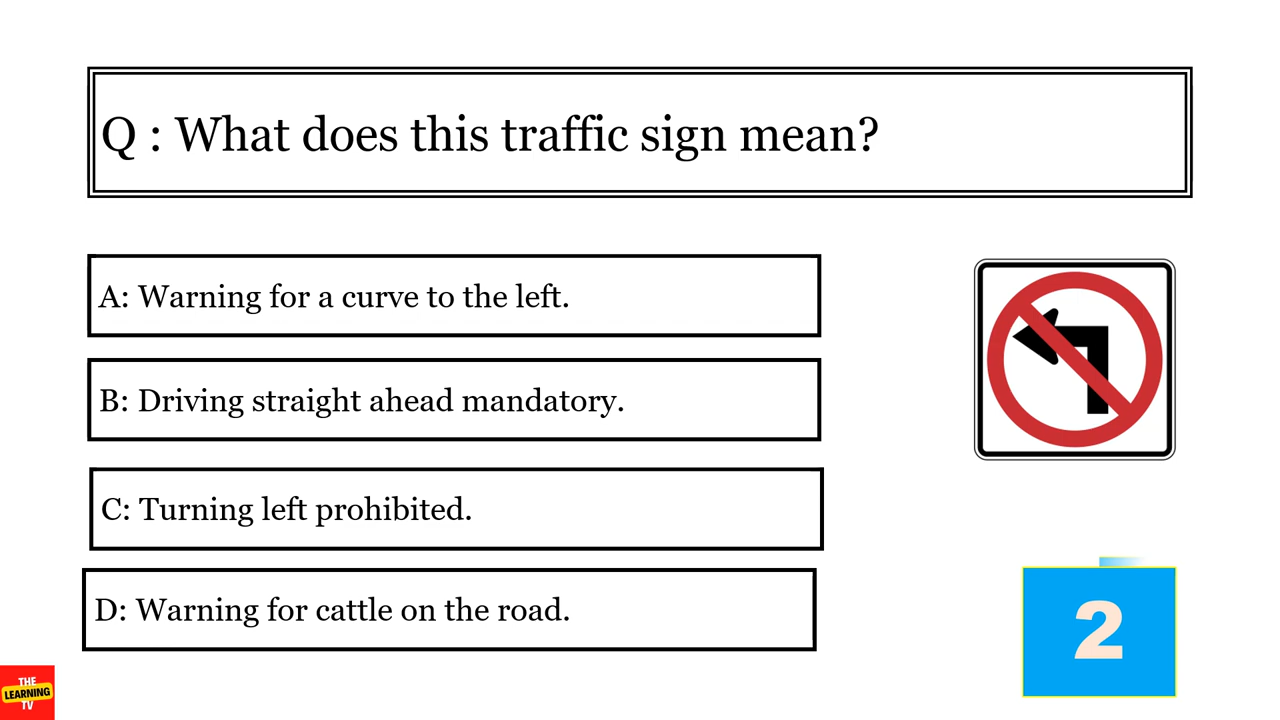 Q : What does this traffic sign mean?
A: Warning for a curve to the left.
B: Driving straight ahead mandatory.
C: Turning left prohibited.
D: Warning for cattle on the road.
2
THE
LEARNING
TV